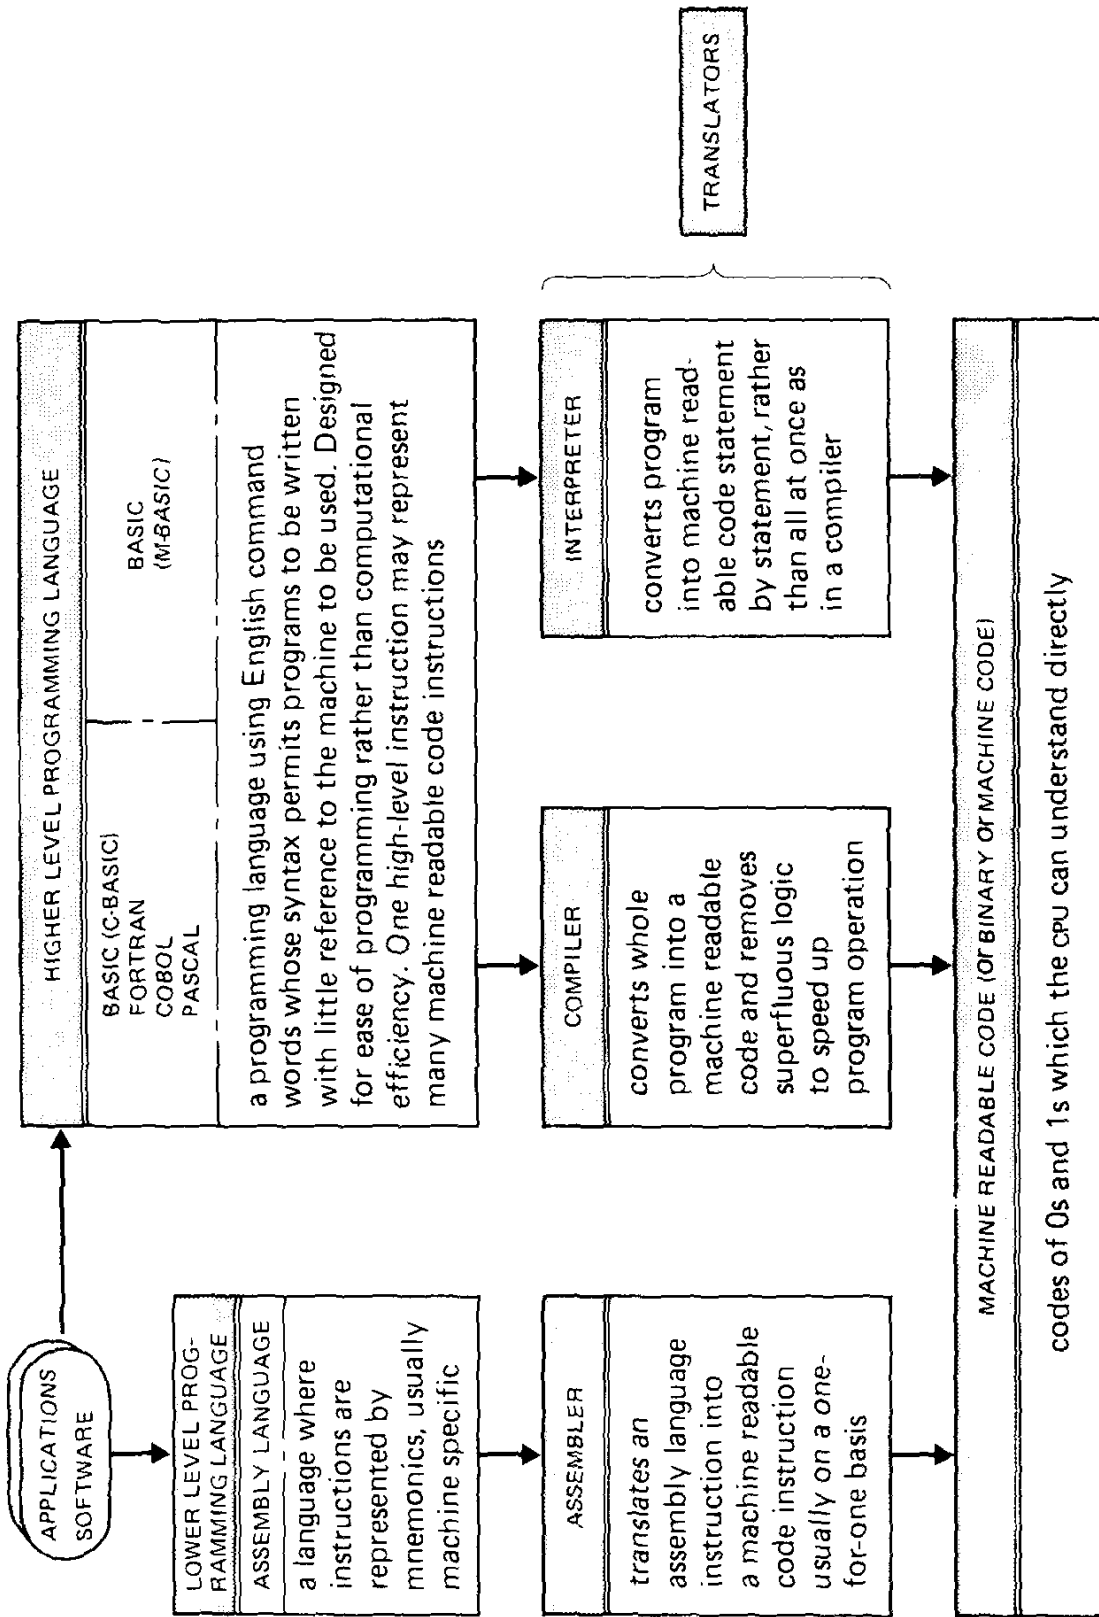 APPLICATIONS
SOFTWARE
LOWER LEVEL PROG-
RAMMING LANGUAGE
ASSEMBLY LANGUAGE
a language where
instructions are
represented by
mnemonics, usually
machine specific
HIGHER LEVEL PROGRAMMING LANGUAGE
BASIC (C-BASIC)
FORTRAN
COBOL
PASCAL
BASIC
(M-BASIC)
a programming language using English command
words whose syntax permits programs to be written
with little reference to the machine to be used. Designed
for ease of programming rather than computational
efficiency. One high-level instruction may represent
many machine readable code instructions
ASSEMBLER
translates an
assembly language
instruction into
a machine readable
code instruction
usually on a one-
for-one basis
COMPILER
converts whole
program into a
machine readable
code and removes
superfluous logic
to speed up
program operation
INTERPRETER
converts program
into machine read-
able code statement
by statement, rather
than all at once as
in a compiler
TRANSLATORS
MACHINE READABLE CODE (Or BINARY Or MACHINE CODE)
codes of 0s and 1s which the CPU can understand directly